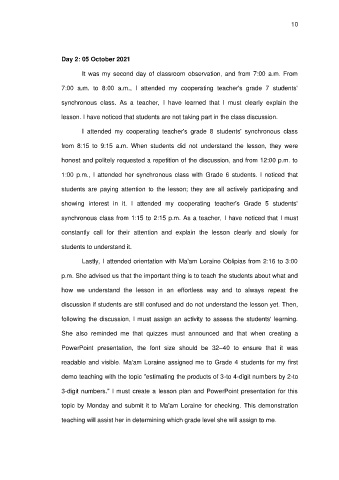 10
Day 2: 05 October 2021
It was my second day of classroom observation, and from 7:00 a.m. From
7:00 a.m. to 8:00 a.m., I attended my cooperating teacher's grade 7 students'
synchronous class. As a teacher, I have learned that I must clearly explain the
lesson. I have noticed that students are not taking part in the class discussion.
I attended my cooperating teacher's grade 8 students' synchronous class
from 8:15 to 9:15 a.m. When students did not understand the lesson, they were
honest and politely requested a repetition of the discussion, and from 12:00 p.m. to
1:00 p.m., I attended her synchronous class with Grade 6 students. I noticed that
students are paying attention to the lesson; they are all actively participating and
showing interest in it. I attended my cooperating teacher's Grade 5 students'
synchronous class from 1:15 to 2:15 p.m. As a teacher, I have noticed that I must
constantly call for their attention and explain the lesson clearly and slowly for
students to understand it.
Lastly, I attended orientation with Ma'am Loraine Oblipias from 2:16 to 3:00
p.m. She advised us that the important thing is to teach the students about what and
how we understand the lesson in an effortless way and to always repeat the
discussion if students are still confused and do not understand the lesson yet. Then,
following the discussion, I must assign an activity to assess the students' learning.
She also reminded me that quizzes must announced and that when creating a
PowerPoint presentation, the font size should be 32–40 to ensure that it was
readable and visible. Ma'am Loraine assigned me to Grade 4 students for my first
demo teaching with the topic "estimating the products of 3-to 4-digit numbers by 2-to
3-digit numbers." I must create a lesson plan and PowerPoint presentation for this
topic by Monday and submit it to Ma'am Loraine for checking. This demonstration
teaching will assist her in determining which grade level she will assign to me.